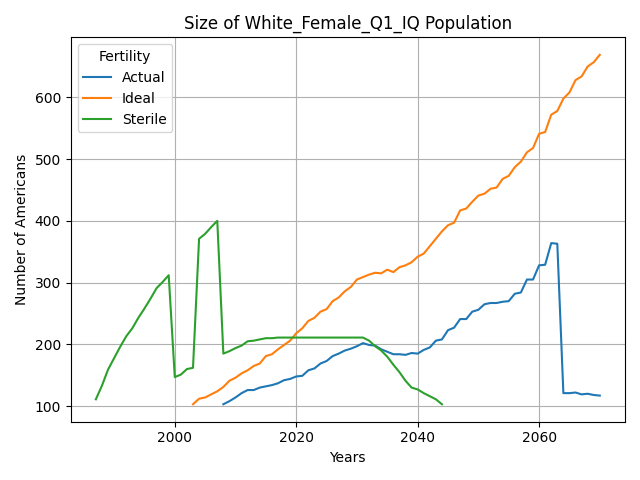 Size of White_Female_Q1_IQ Population
Fertility
Actual
Ideal
Sterile
Number of Americans
600
500
400
300
200
100
2000
2020
2040
2060
Years